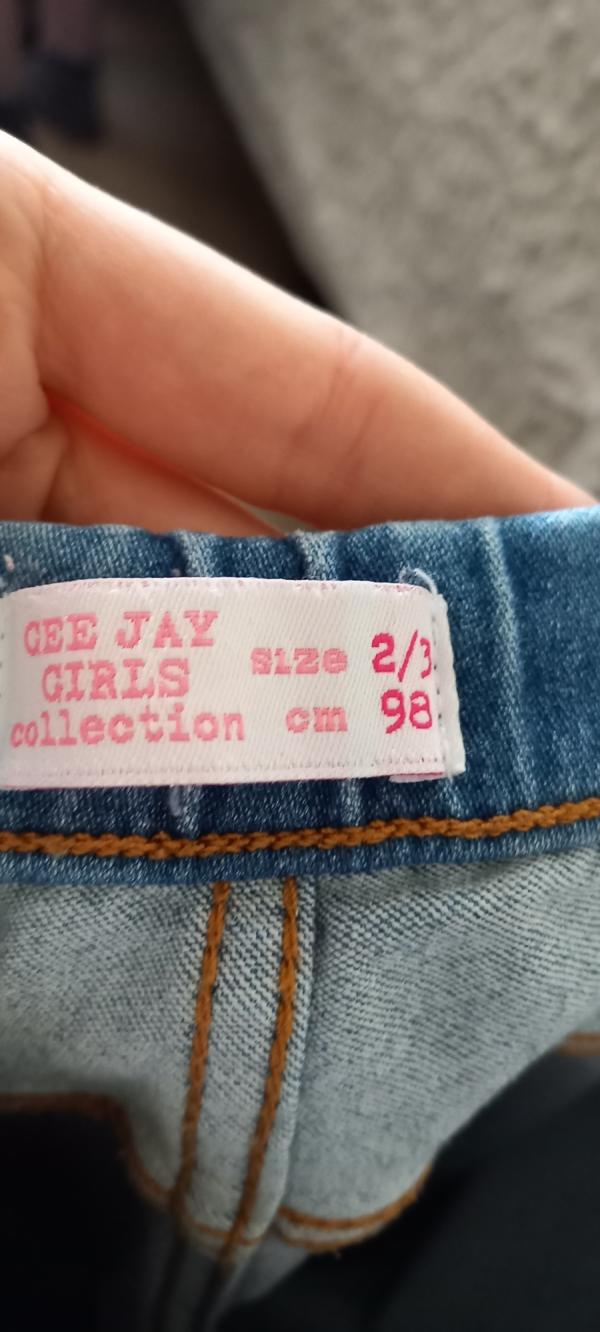 CEE JAY
GIRLS
collection
size 2/3
cm 98